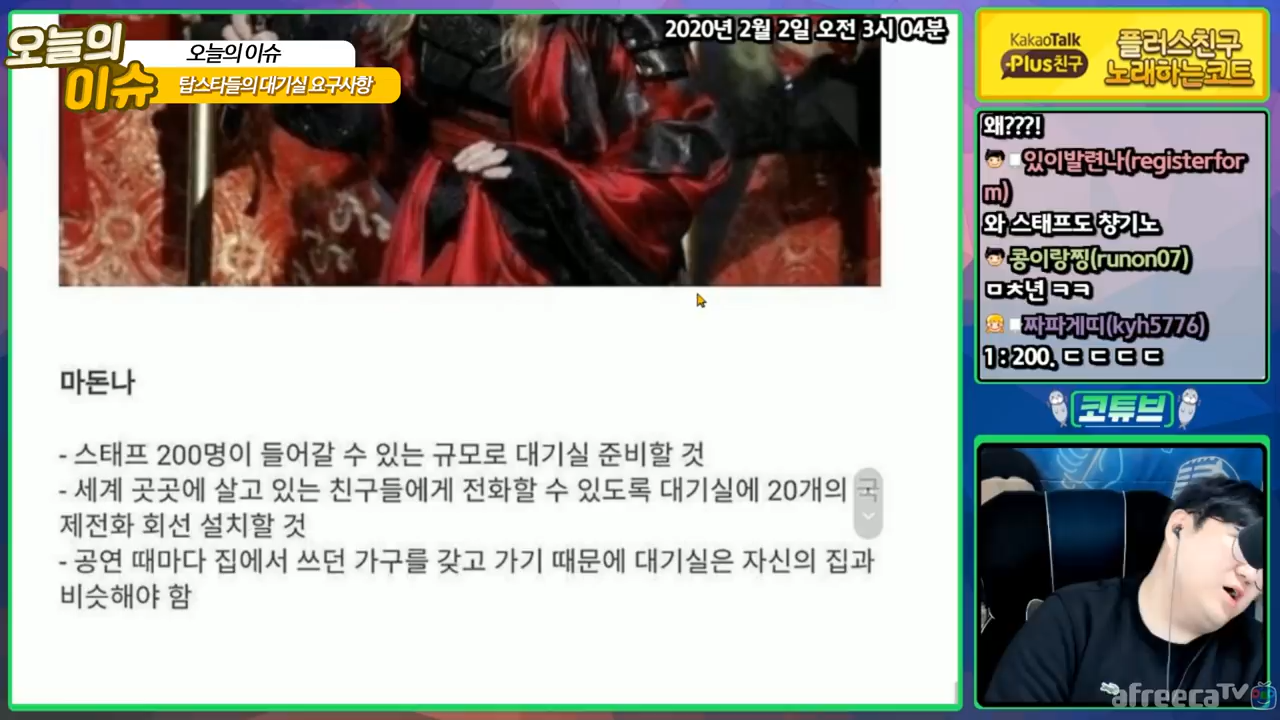 오늘의
이슈
오늘의 이슈
탑스타들의 대기실 요구사항
2020년 2월 2일 오전 3시 04분
마돈나
- 스태프 200명이 들어갈 수 있는 규모로 대기실 준비할 것
- 세계 곳곳에 살고 있는 친구들에게 전화할 수 있도록 대기실에 20개의 국
제전화 회선 설치할 것
- 공연 때마다 집에서 쓰던 가구를 갖고 가기 때문에 대기실은 자신의 집과
비슷해야 함
KakaoTalk
Plus친구
플러스친구
노래하는코트
왜???!
있이발련나(registerfor
m)
와 스태프도 챵기노
콩이랑찡(runon07)
ㅁㅊ년 ㅋㅋ
짜파게띠(kyh5776)
1 : 200. ㄷ ㄷ ㄷ ㄷ
코튜브
afreecaTV